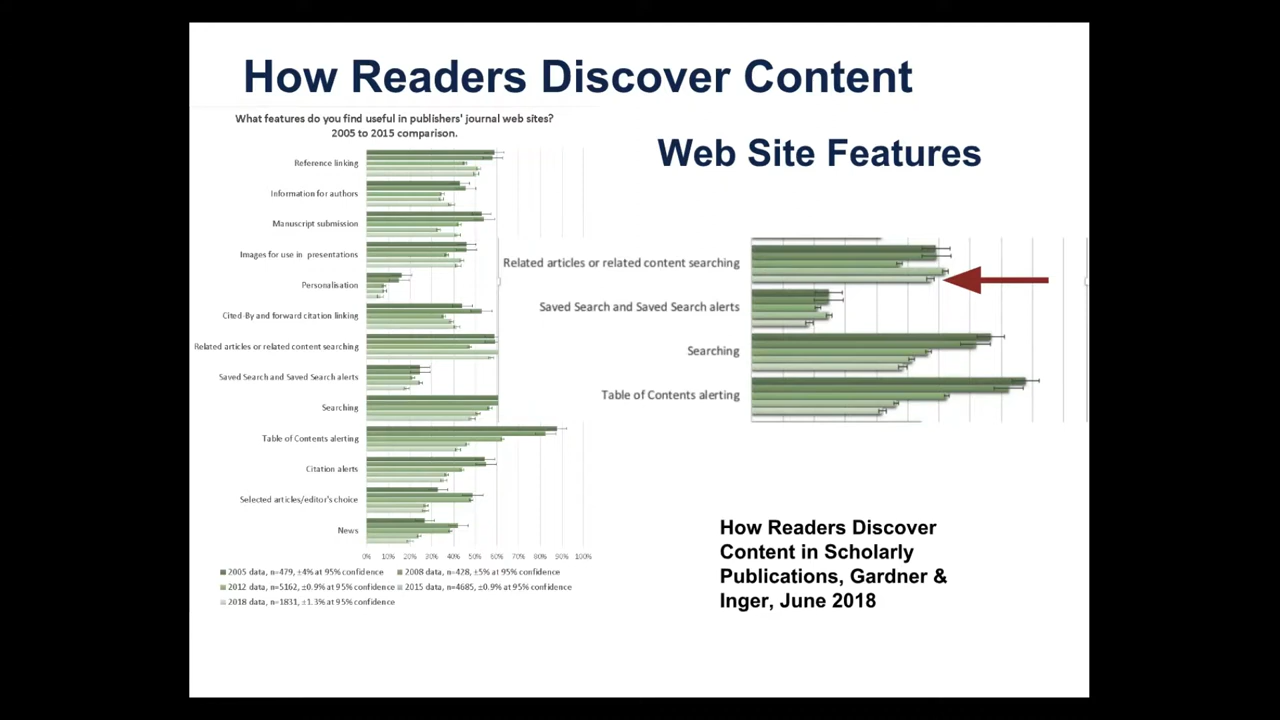 How Readers Discover Content
What features do you find useful in publishers' journal web sites?
2005 to 2015 comparison.
Web Site Features
Reference linking
Information for authors
Manuscript submission
Images for use in presentations
Personalisation
Cited-By and forward citation linking
Related articles or related content searching
Saved Search and Saved Search alerts
Searching
Table of Contents alerting
Citation alerts
Selected articles/editor's choice
News
0% 10% 20% 30% 40% 50% 60% 70% 80% 90% 100%
2005 data, n=479, ±4% at 95% confidence
2008 data, n=428, ±5% at 95% confidence
2012 data, n=5162, ±0.9% at 95% confidence
2015 data, n=4685, ±0.9% at 95% confidence
2018 data, n=1831, ±1.3% at 95% confidence
Related articles or related content searching
Saved Search and Saved Search alerts
Searching
Table of Contents alerting
How Readers Discover
Content in Scholarly
Publications, Gardner &
Inger, June 2018